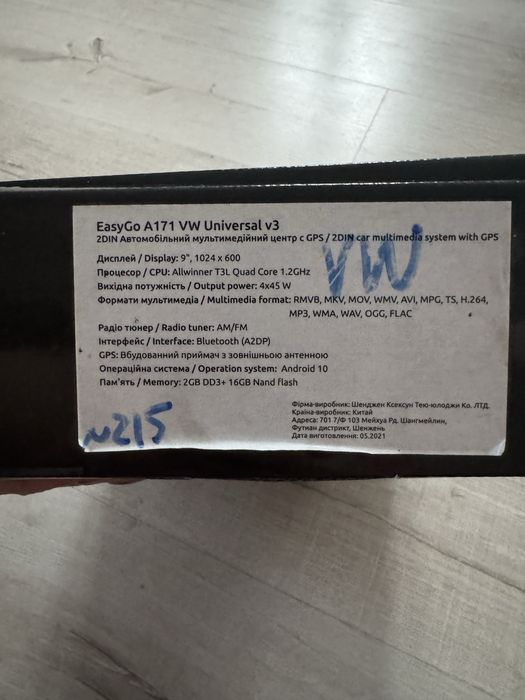 EasyGo A171 VW Universal v3
2DIN Автомобільний мультимедійний центр с GPS / 2DIN car multimedia system with GPS
VW
Дисплей / Display: 9", 1024 x 600
Процесор / CPU: Allwinner T3L Quad Core 1.2GHz
Вихідна потужність / Output power: 4x45 W
Формати мультимедіа / Multimedia format: RMVB, MKV, MOV, WMV, AVI, MPG, TS, H.264,
MP3, WMA, WAV, OGG, FLAC
Радіо тюнер / Radio tuner: AM/FM
Інтерфейс / Interface: Bluetooth (A2DP)
GPS: Вбудованний приймач з зовнішньою антенною
Операційна система / Operation system: Android 10
Пам'ять / Memory: 2GB DD3+ 16GB Nand flash
N215
Фірма-виробник: Шенджен Ксексун Тею-юлоджи Ко. ЛТД.
Країна-виробник: Китай
Адреса: 701 7/Ф 103 Мейхуа Рд. Шангмейлин,
Футиан дистрикт, Шенжень
Дата виготовлення: 05.2021